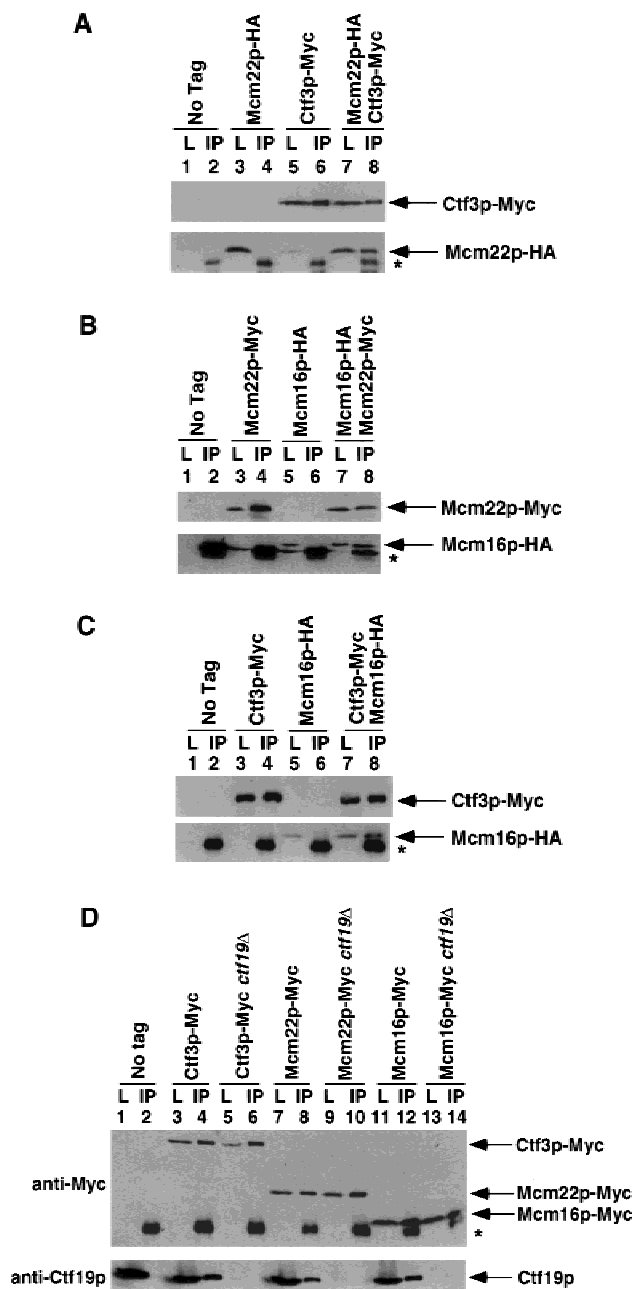 A
No Tag
Mcm22p-HA
Ctf3p-Myc
Mcm22p-HA
Ctf3p-Myc
L IP L IP L IP L IP
1 2 3 4 5 6 7 8
Ctf3p-Myc
Mcm22p-HA
*
B
No Tag
Mcm22p-Myc
Mcm16p-HA
Mcm16p-HA
Mcm22p-Myc
L IP L IP L IP L IP
1 2 3 4 5 6 7 8
Mcm22p-Myc
Mcm16p-HA
*
C
No Tag
Ctf3p-Myc
Mcm16p-HA
Ctf3p-Myc
Mcm16p-HA
L IP L IP L IP L IP
1 2 3 4 5 6 7 8
Ctf3p-Myc
Mcm16p-HA
*
D
No tag
Ctf3p-Myc
Ctf3p-Myc ctf19Δ
Mcm22p-Myc
Mcm22p-Myc ctf19Δ
Mcm16p-Myc
Mcm16p-Myc ctf19Δ
L IP L IP L IP L IP L IP L IP L IP
1 2 3 4 5 6 7 8 9 10 11 12 13 14
anti-Myc
Ctf3p-Myc
Mcm22p-Myc
Mcm16p-Myc
*
anti-Ctf19p
Ctf19p